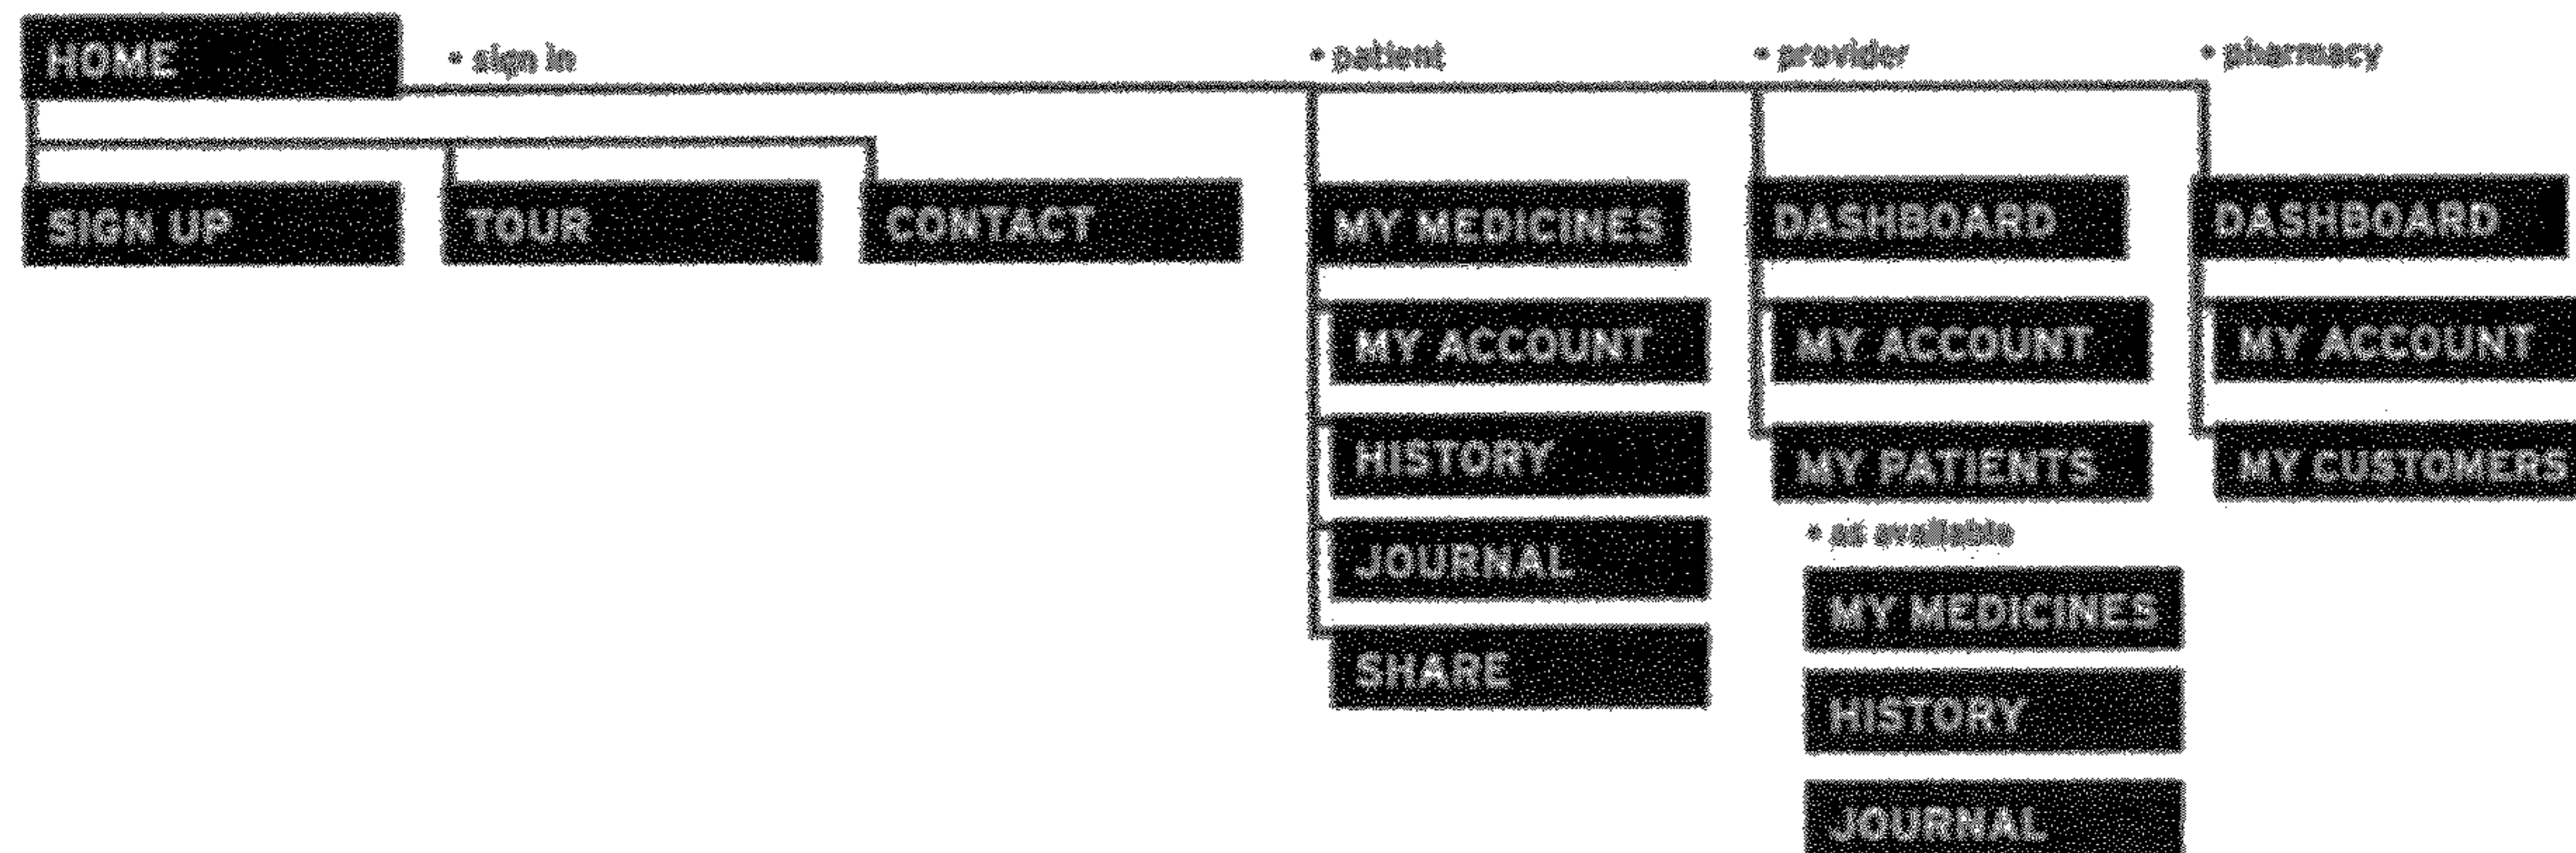 HOME
• sign in
• patient
• provider
• pharmacy
SIGN UP
TOUR
CONTACT
MY MEDICINES
MY ACCOUNT
HISTORY
JOURNAL
SHARE
DASHBOARD
MY ACCOUNT
MY PATIENTS
• as available
MY MEDICINES
HISTORY
JOURNAL
DASHBOARD
MY ACCOUNT
MY CUSTOMERS